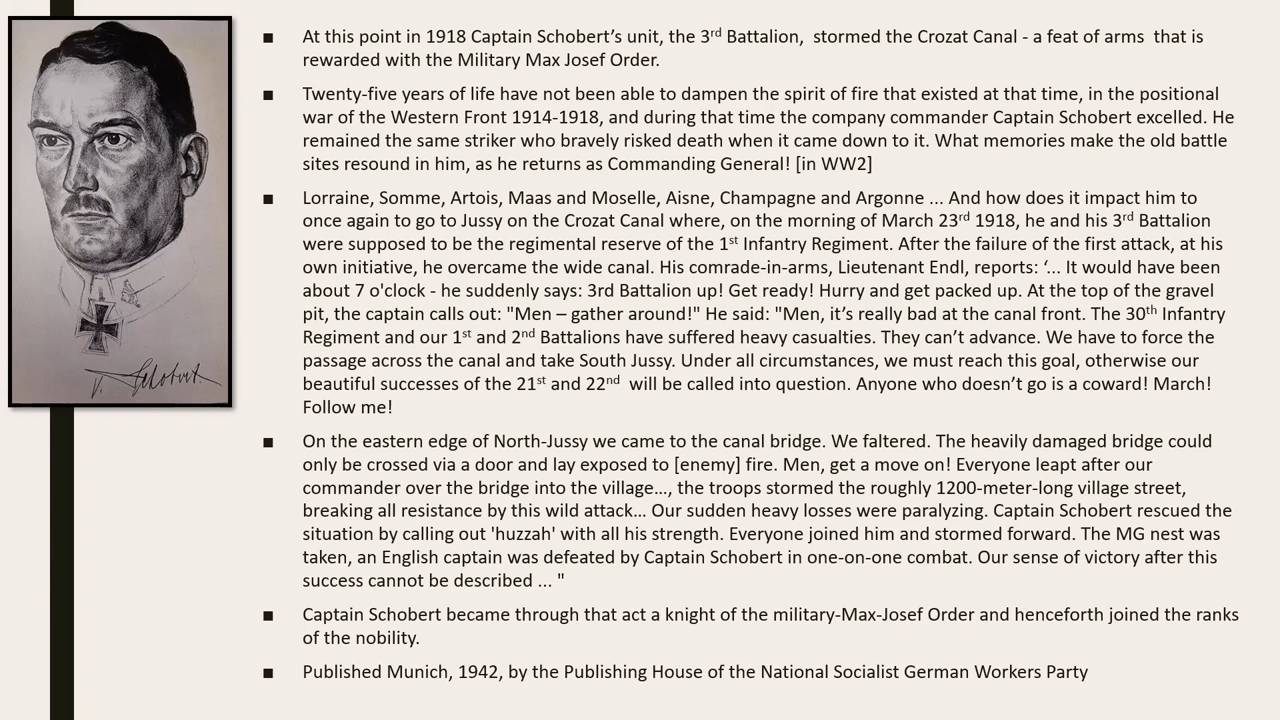 ■ At this point in 1918 Captain Schobert’s unit, the 3rd Battalion, stormed the Crozat Canal - a feat of arms that is
rewarded with the Military Max Josef Order.
■ Twenty-five years of life have not been able to dampen the spirit of fire that existed at that time, in the positional
war of the Western Front 1914-1918, and during that time the company commander Captain Schobert excelled. He
remained the same striker who bravely risked death when it came down to it. What memories make the old battle
sites resound in him, as he returns as Commanding General! [in WW2]
■ Lorraine, Somme, Artois, Maas and Moselle, Aisne, Champagne and Argonne ... And how does it impact him to
once again to go to Jussy on the Crozat Canal where, on the morning of March 23rd 1918, he and his 3rd Battalion
were supposed to be the regimental reserve of the 1st Infantry Regiment. After the failure of the first attack, at his
own initiative, he overcame the wide canal. His comrade-in-arms, Lieutenant Endl, reports: ‘... It would have been
about 7 o'clock - he suddenly says: 3rd Battalion up! Get ready! Hurry and get packed up. At the top of the gravel
pit, the captain calls out: "Men – gather around!" He said: "Men, it’s really bad at the canal front. The 30th Infantry
Regiment and our 1st and 2nd Battalions have suffered heavy casualties. They can’t advance. We have to force the
passage across the canal and take South Jussy. Under all circumstances, we must reach this goal, otherwise our
beautiful successes of the 21st and 22nd will be called into question. Anyone who doesn’t go is a coward! March!
Follow me!
■ On the eastern edge of North-Jussy we came to the canal bridge. We faltered. The heavily damaged bridge could
only be crossed via a door and lay exposed to [enemy] fire. Men, get a move on! Everyone leapt after our
commander over the bridge into the village…, the troops stormed the roughly 1200-meter-long village street,
breaking all resistance by this wild attack… Our sudden heavy losses were paralyzing. Captain Schobert rescued the
situation by calling out 'huzzah' with all his strength. Everyone joined him and stormed forward. The MG nest was
taken, an English captain was defeated by Captain Schobert in one-on-one combat. Our sense of victory after this
success cannot be described ... "
■ Captain Schobert became through that act a knight of the military-Max-Josef Order and henceforth joined the ranks
of the nobility.
■ Published Munich, 1942, by the Publishing House of the National Socialist German Workers Party
v. Schobert.